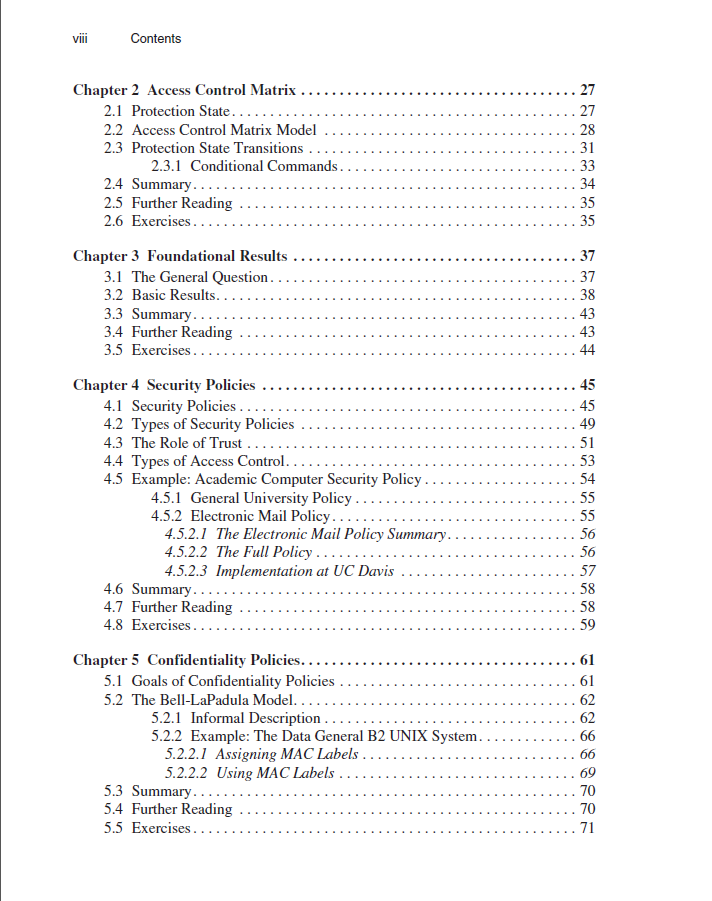 viii Contents
Chapter 2 Access Control Matrix . . . . . . . . . . . . . . . . . . . . . . . . . . . . . . . . . . . . 27
2.1 Protection State. . . . . . . . . . . . . . . . . . . . . . . . . . . . . . . . . . . . . . . . . . . . . 27
2.2 Access Control Matrix Model . . . . . . . . . . . . . . . . . . . . . . . . . . . . . . . . . 28
2.3 Protection State Transitions . . . . . . . . . . . . . . . . . . . . . . . . . . . . . . . . . . . 31
2.3.1 Conditional Commands. . . . . . . . . . . . . . . . . . . . . . . . . . . . . . . 33
2.4 Summary. . . . . . . . . . . . . . . . . . . . . . . . . . . . . . . . . . . . . . . . . . . . . . . . . . 34
2.5 Further Reading . . . . . . . . . . . . . . . . . . . . . . . . . . . . . . . . . . . . . . . . . . . . 35
2.6 Exercises . . . . . . . . . . . . . . . . . . . . . . . . . . . . . . . . . . . . . . . . . . . . . . . . . . 35
Chapter 3 Foundational Results . . . . . . . . . . . . . . . . . . . . . . . . . . . . . . . . . . . . . 37
3.1 The General Question . . . . . . . . . . . . . . . . . . . . . . . . . . . . . . . . . . . . . . . . 37
3.2 Basic Results. . . . . . . . . . . . . . . . . . . . . . . . . . . . . . . . . . . . . . . . . . . . . . . 38
3.3 Summary. . . . . . . . . . . . . . . . . . . . . . . . . . . . . . . . . . . . . . . . . . . . . . . . . . 43
3.4 Further Reading . . . . . . . . . . . . . . . . . . . . . . . . . . . . . . . . . . . . . . . . . . . . 43
3.5 Exercises . . . . . . . . . . . . . . . . . . . . . . . . . . . . . . . . . . . . . . . . . . . . . . . . . . 44
Chapter 4 Security Policies . . . . . . . . . . . . . . . . . . . . . . . . . . . . . . . . . . . . . . . . . 45
4.1 Security Policies . . . . . . . . . . . . . . . . . . . . . . . . . . . . . . . . . . . . . . . . . . . . 45
4.2 Types of Security Policies . . . . . . . . . . . . . . . . . . . . . . . . . . . . . . . . . . . . 49
4.3 The Role of Trust . . . . . . . . . . . . . . . . . . . . . . . . . . . . . . . . . . . . . . . . . . . 51
4.4 Types of Access Control. . . . . . . . . . . . . . . . . . . . . . . . . . . . . . . . . . . . . . 53
4.5 Example: Academic Computer Security Policy . . . . . . . . . . . . . . . . . . . . 54
4.5.1 General University Policy . . . . . . . . . . . . . . . . . . . . . . . . . . . . . 55
4.5.2 Electronic Mail Policy. . . . . . . . . . . . . . . . . . . . . . . . . . . . . . . . 55
4.5.2.1 The Electronic Mail Policy Summary. . . . . . . . . . . . . . . . . 56
4.5.2.2 The Full Policy . . . . . . . . . . . . . . . . . . . . . . . . . . . . . . . . . . 56
4.5.2.3 Implementation at UC Davis . . . . . . . . . . . . . . . . . . . . . . . 57
4.6 Summary. . . . . . . . . . . . . . . . . . . . . . . . . . . . . . . . . . . . . . . . . . . . . . . . . . 58
4.7 Further Reading . . . . . . . . . . . . . . . . . . . . . . . . . . . . . . . . . . . . . . . . . . . . 58
4.8 Exercises . . . . . . . . . . . . . . . . . . . . . . . . . . . . . . . . . . . . . . . . . . . . . . . . . . 59
Chapter 5 Confidentiality Policies. . . . . . . . . . . . . . . . . . . . . . . . . . . . . . . . . . . . 61
5.1 Goals of Confidentiality Policies . . . . . . . . . . . . . . . . . . . . . . . . . . . . . . . 61
5.2 The Bell-LaPadula Model. . . . . . . . . . . . . . . . . . . . . . . . . . . . . . . . . . . . . 62
5.2.1 Informal Description . . . . . . . . . . . . . . . . . . . . . . . . . . . . . . . . . 62
5.2.2 Example: The Data General B2 UNIX System. . . . . . . . . . . . . 66
5.2.2.1 Assigning MAC Labels . . . . . . . . . . . . . . . . . . . . . . . . . . . . 66
5.2.2.2 Using MAC Labels . . . . . . . . . . . . . . . . . . . . . . . . . . . . . . . 69
5.3 Summary. . . . . . . . . . . . . . . . . . . . . . . . . . . . . . . . . . . . . . . . . . . . . . . . . . 70
5.4 Further Reading . . . . . . . . . . . . . . . . . . . . . . . . . . . . . . . . . . . . . . . . . . . . 70
5.5 Exercises . . . . . . . . . . . . . . . . . . . . . . . . . . . . . . . . . . . . . . . . . . . . . . . . . . 71